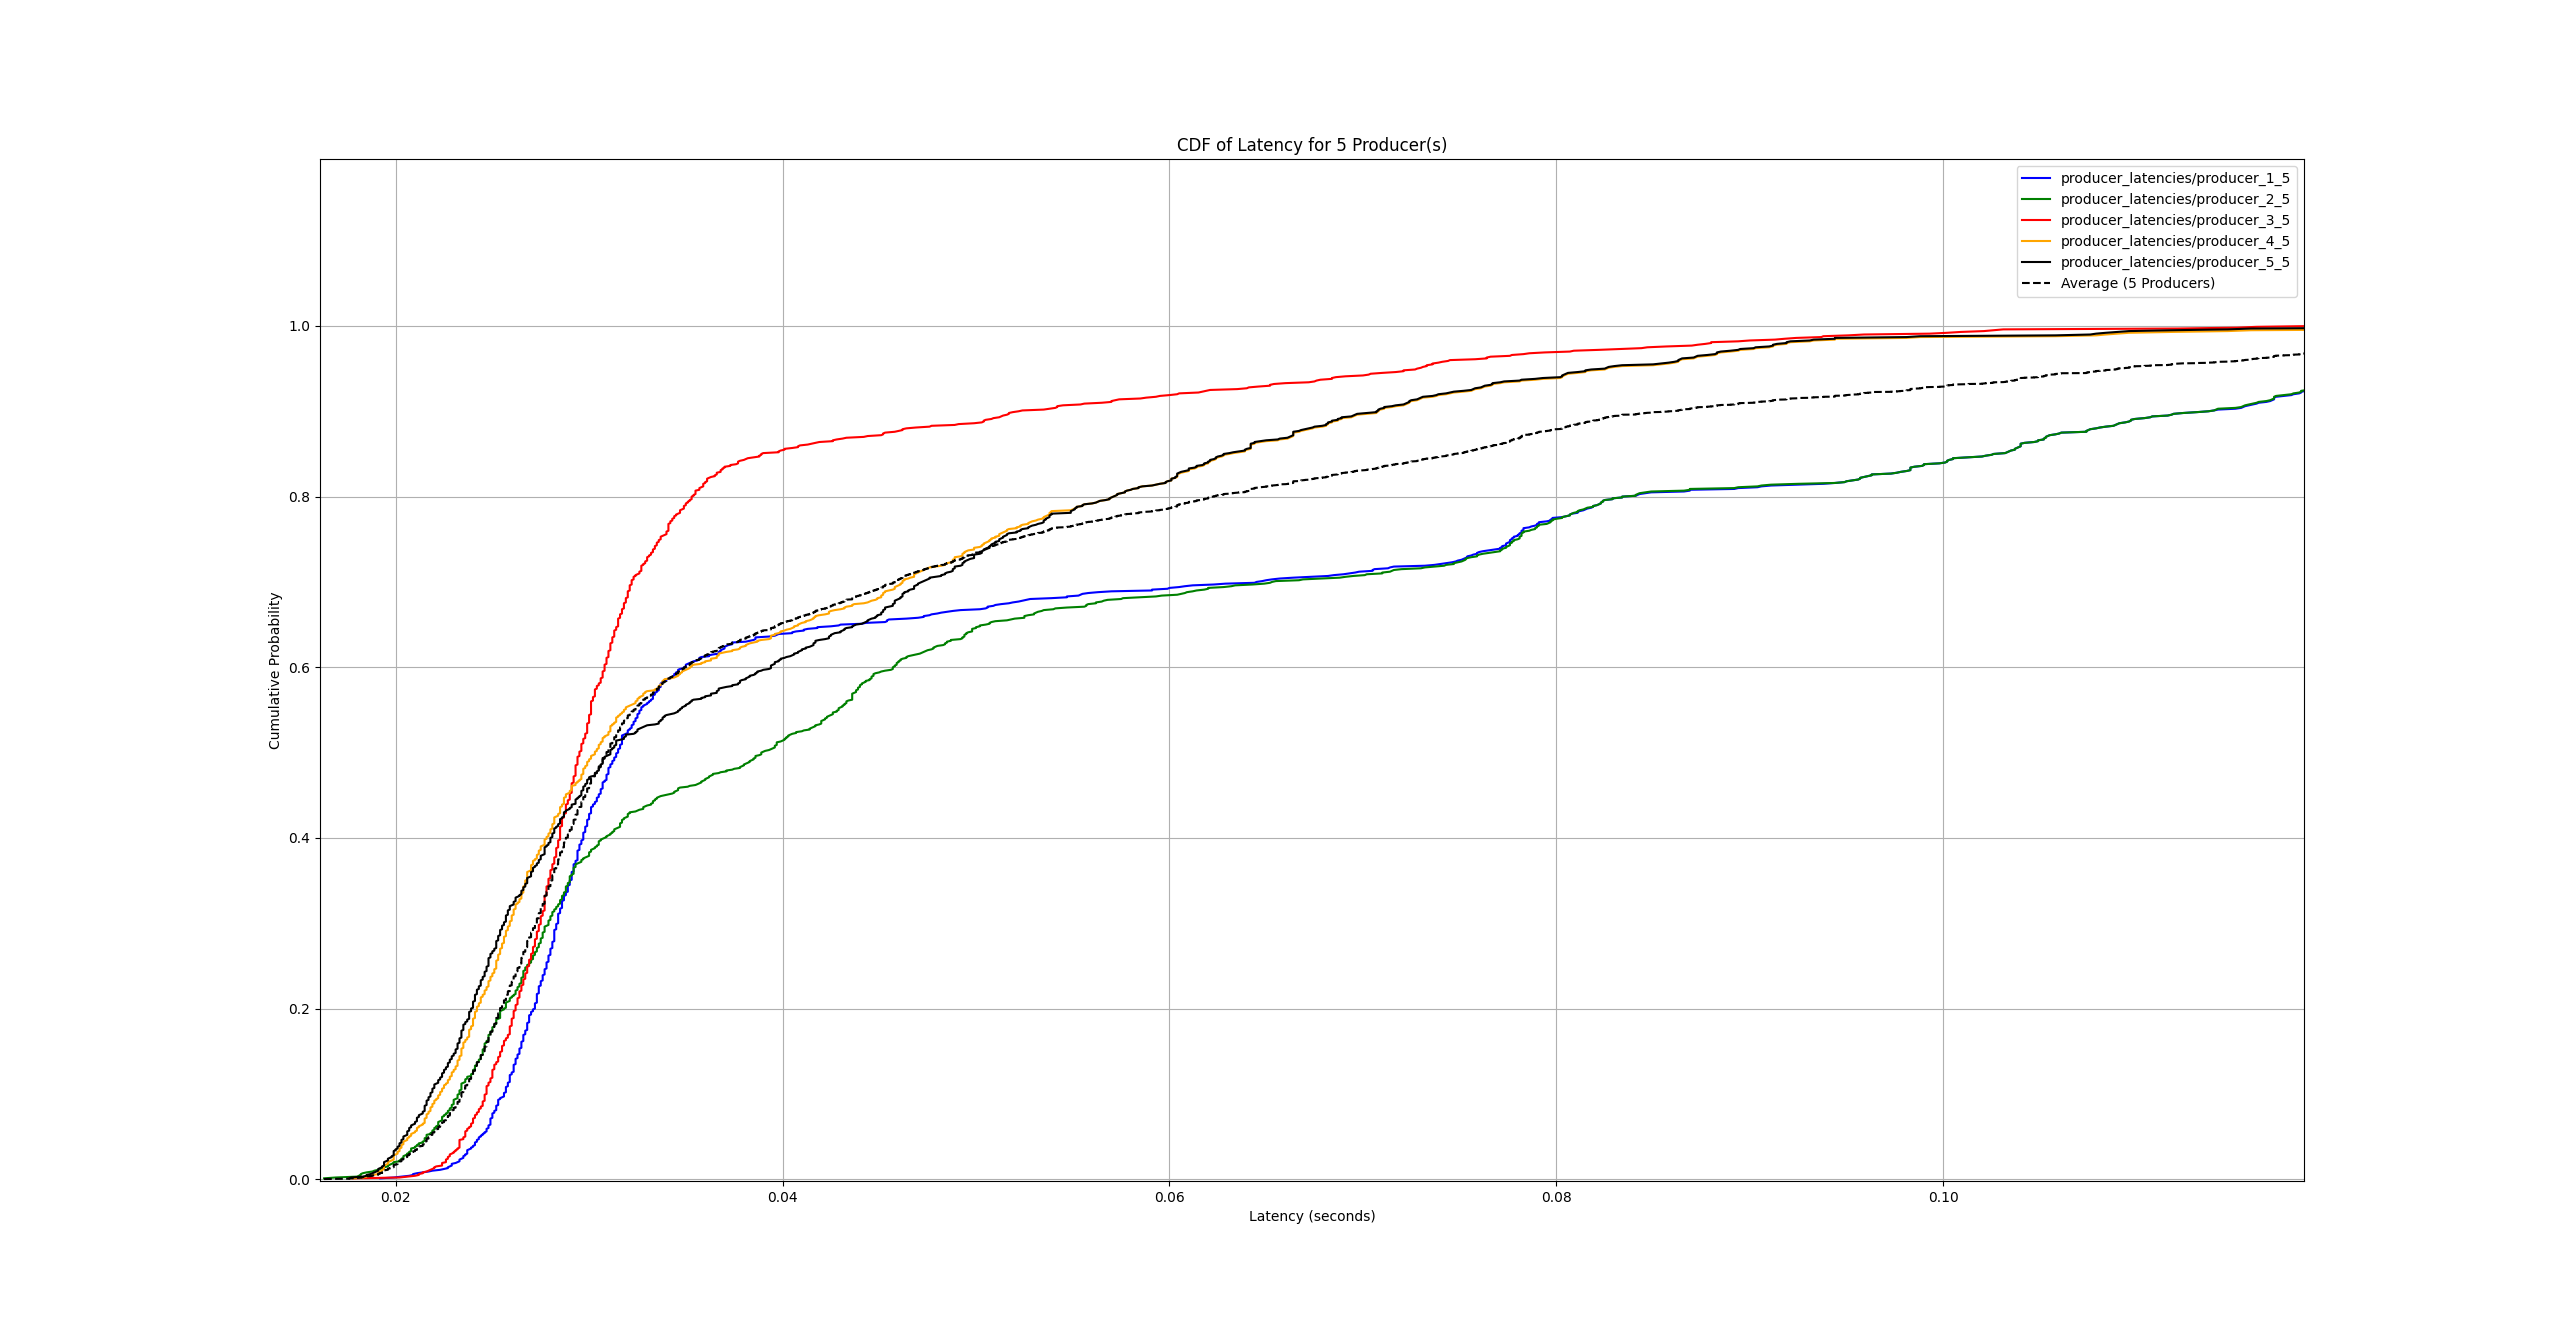 CDF of Latency for 5 Producer(s)
producer_latencies/producer_1_5
producer_latencies/producer_2_5
producer_latencies/producer_3_5
producer_latencies/producer_4_5
producer_latencies/producer_5_5
Average (5 Producers)
1.0
0.8
0.6
0.4
0.2
0.0
Cumulative Probability
0.02
0.04
0.06
0.08
0.10
Latency (seconds)